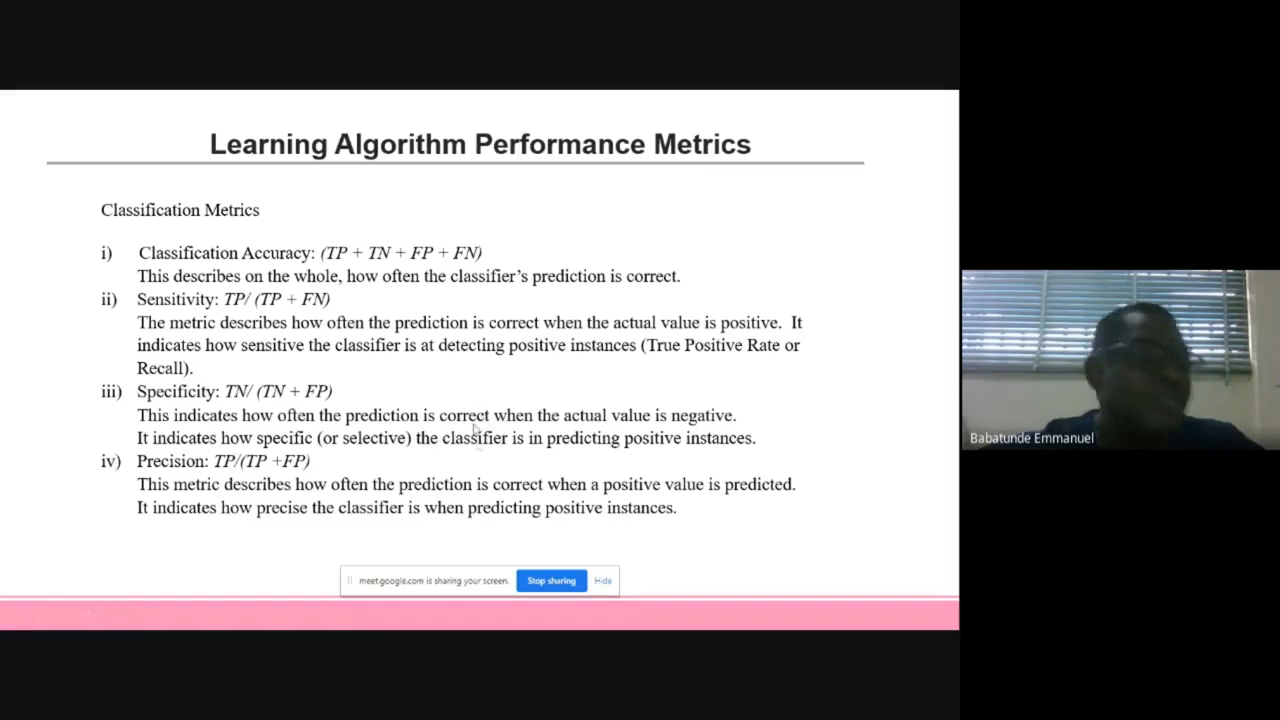 Learning Algorithm Performance Metrics
Classification Metrics
i) Classification Accuracy: (TP + TN + FP + FN)
This describes on the whole, how often the classifier’s prediction is correct.
ii) Sensitivity: TP/ (TP + FN)
The metric describes how often the prediction is correct when the actual value is positive. It
indicates how sensitive the classifier is at detecting positive instances (True Positive Rate or
Recall).
iii) Specificity: TN/ (TN + FP)
This indicates how often the prediction is correct when the actual value is negative.
It indicates how specific (or selective) the classifier is in predicting positive instances.
iv) Precision: TP/(TP +FP)
This metric describes how often the prediction is correct when a positive value is predicted.
It indicates how precise the classifier is when predicting positive instances.
meet.google.com is sharing your screen.
Stop sharing
Hide
Babatunde Emmanuel